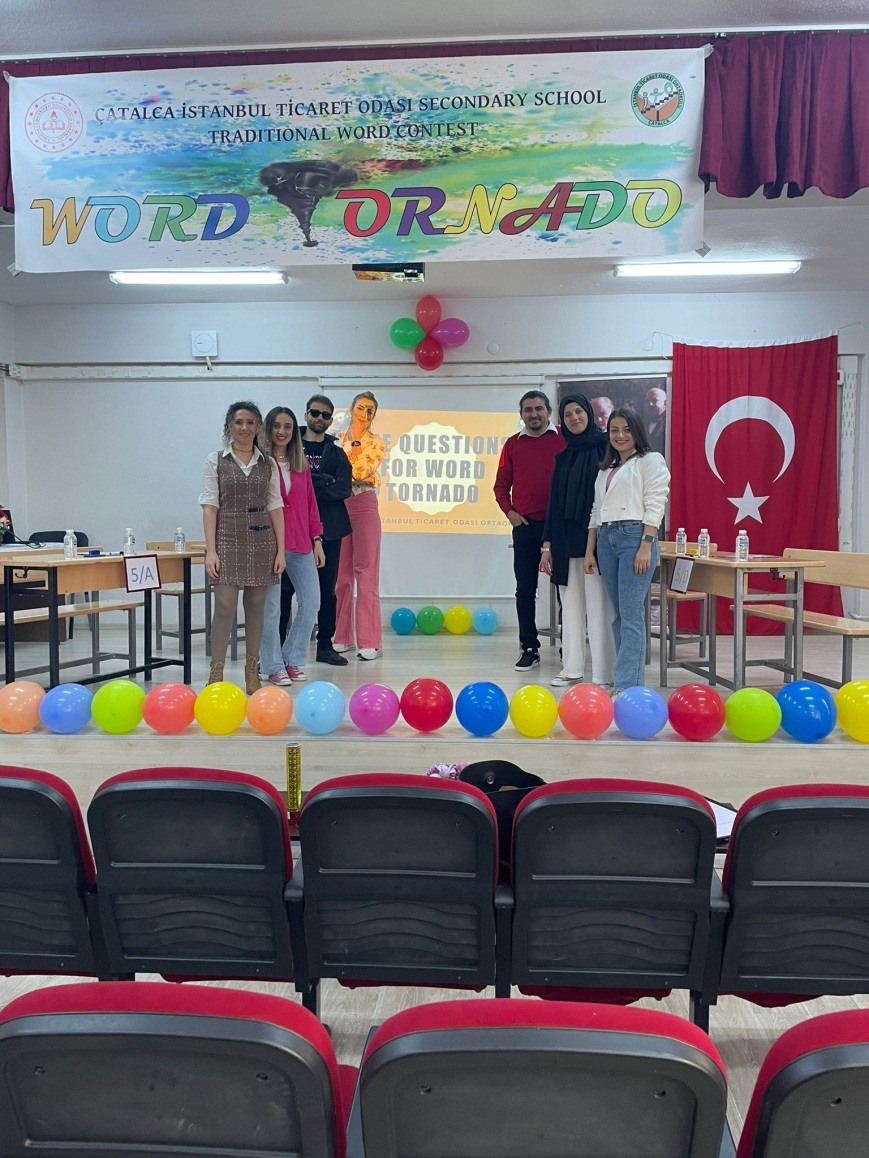 ÇATALCA İSTANBUL TİCARET ODASI SECONDARY SCHOOL
TRADITIONAL WORD CONTEST
WORD ORNADO
QUESTIONS
FOR WORD
TORNADO
İSTANBUL TİCARET ODASI
5/A